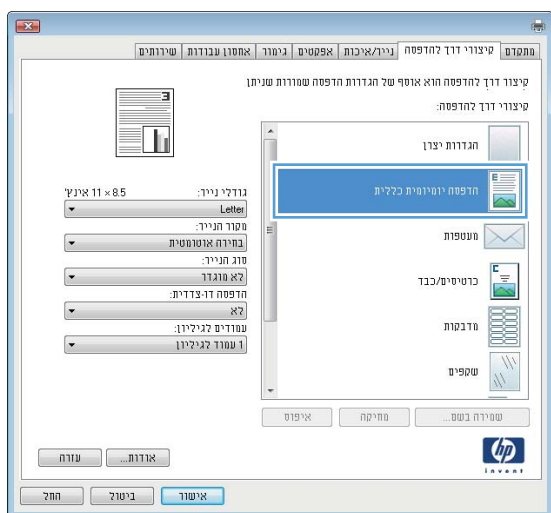 מתקדם קיצורי דרך להדפסה נייר/איכות אפקטים גימור אחסון עבודות שירותים
קיצור דרך להדפסה הוא אוסף של הגדרות הדפסה שמורות שניתן
קיצורי דרך להדפסה:
הגדרות יצרן
הדפסה יומיומית כללית
מעטפות
כרטיסים/כבד
מדבקות
שקפים
גודלי נייר: 8.5 × 11 אינץ'
Letter
מקור הנייר:
בחירה אוטומטית
סוג הנייר:
לא מוגדר
הדפסה דו-צדדית:
לא
עמודים לגיליון:
1 עמוד לגיליון
שמירה בשם... מחיקה איפוס
hp
invent
אודות... עזרה
אישור ביטול החל